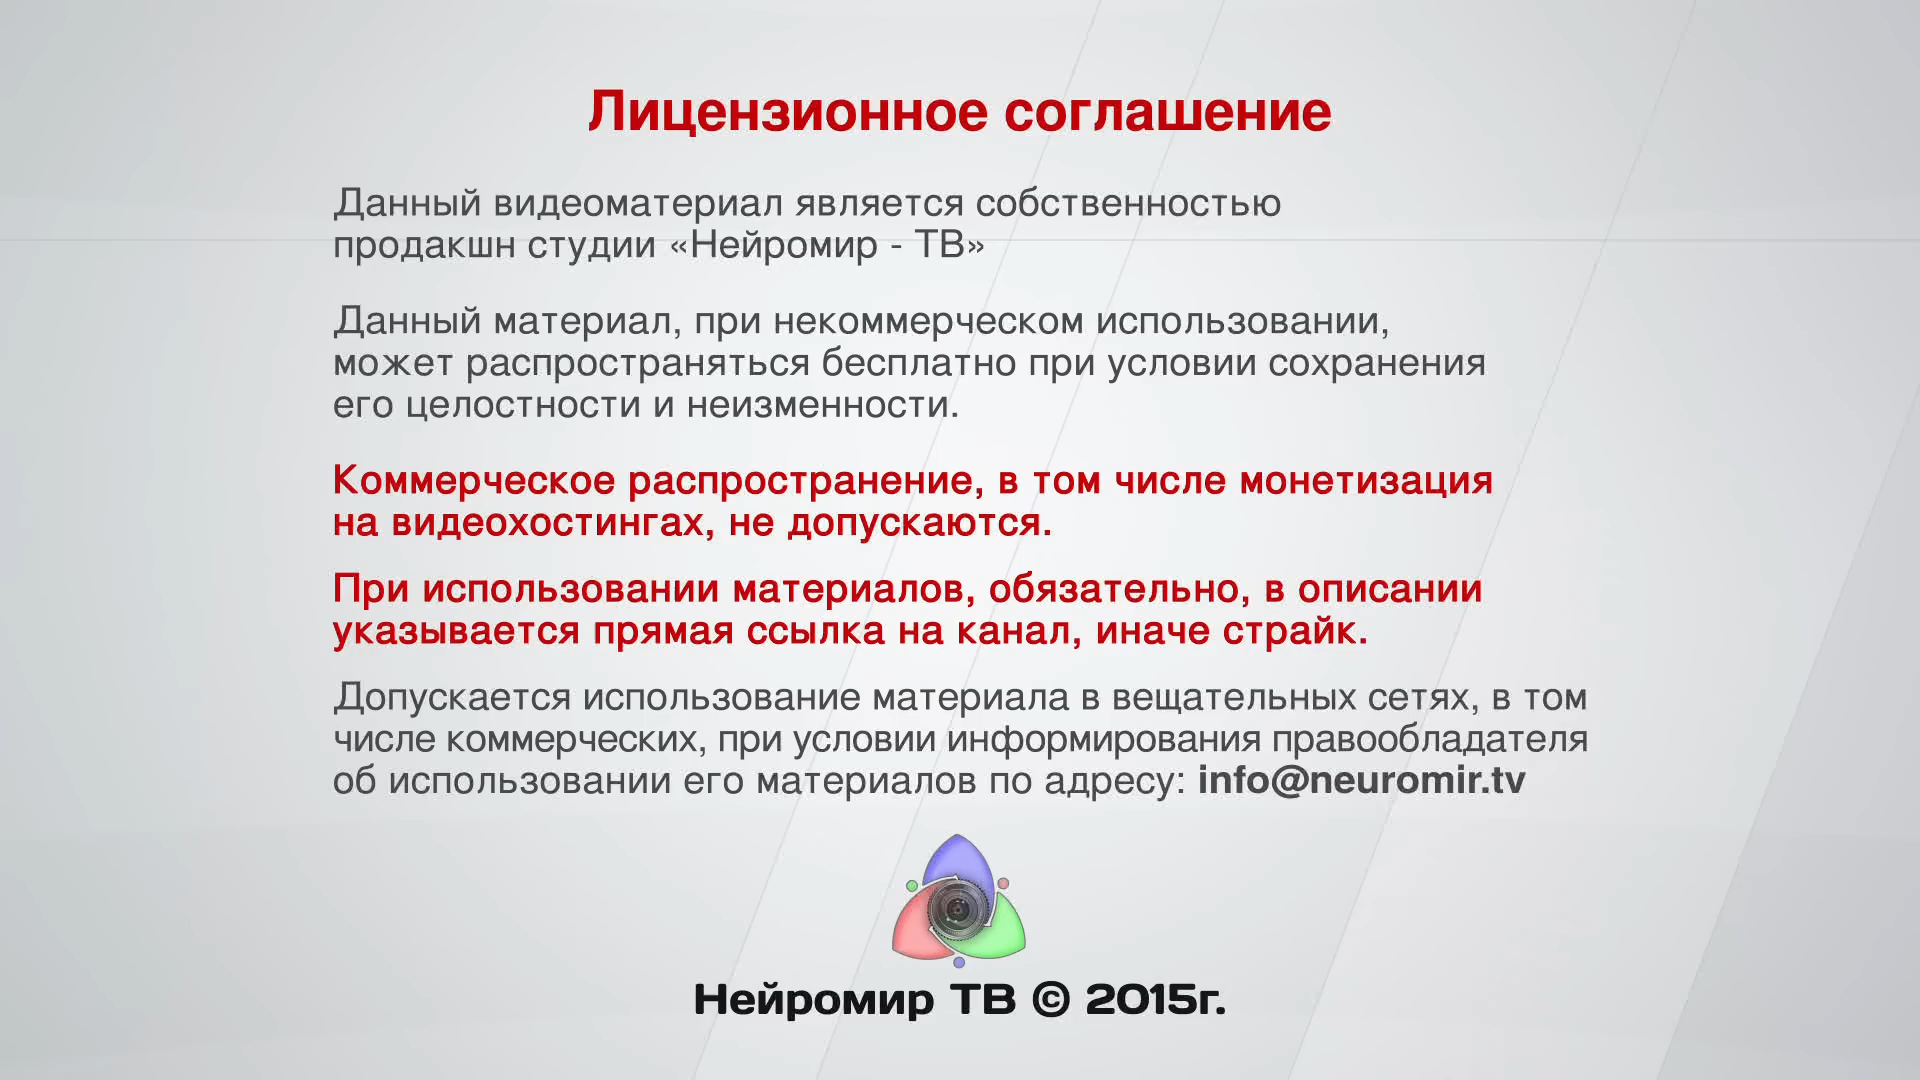 Лицензионное соглашение
Данный видеоматериал является собственностью
продакшн студии «Нейромир - ТВ»
Данный материал, при некоммерческом использовании,
может распространяться бесплатно при условии сохранения
его целостности и неизменности.
Коммерческое распространение, в том числе монетизация
на видеохостингах, не допускаются.
При использовании материалов, обязательно, в описании
указывается прямая ссылка на канал, иначе страйк.
Допускается использование материала в вещательных сетях, в том
числе коммерческих, при условии информирования правообладателя
об использовании его материалов по адресу: info@neuromir.tv
Нейромир ТВ © 2015г.